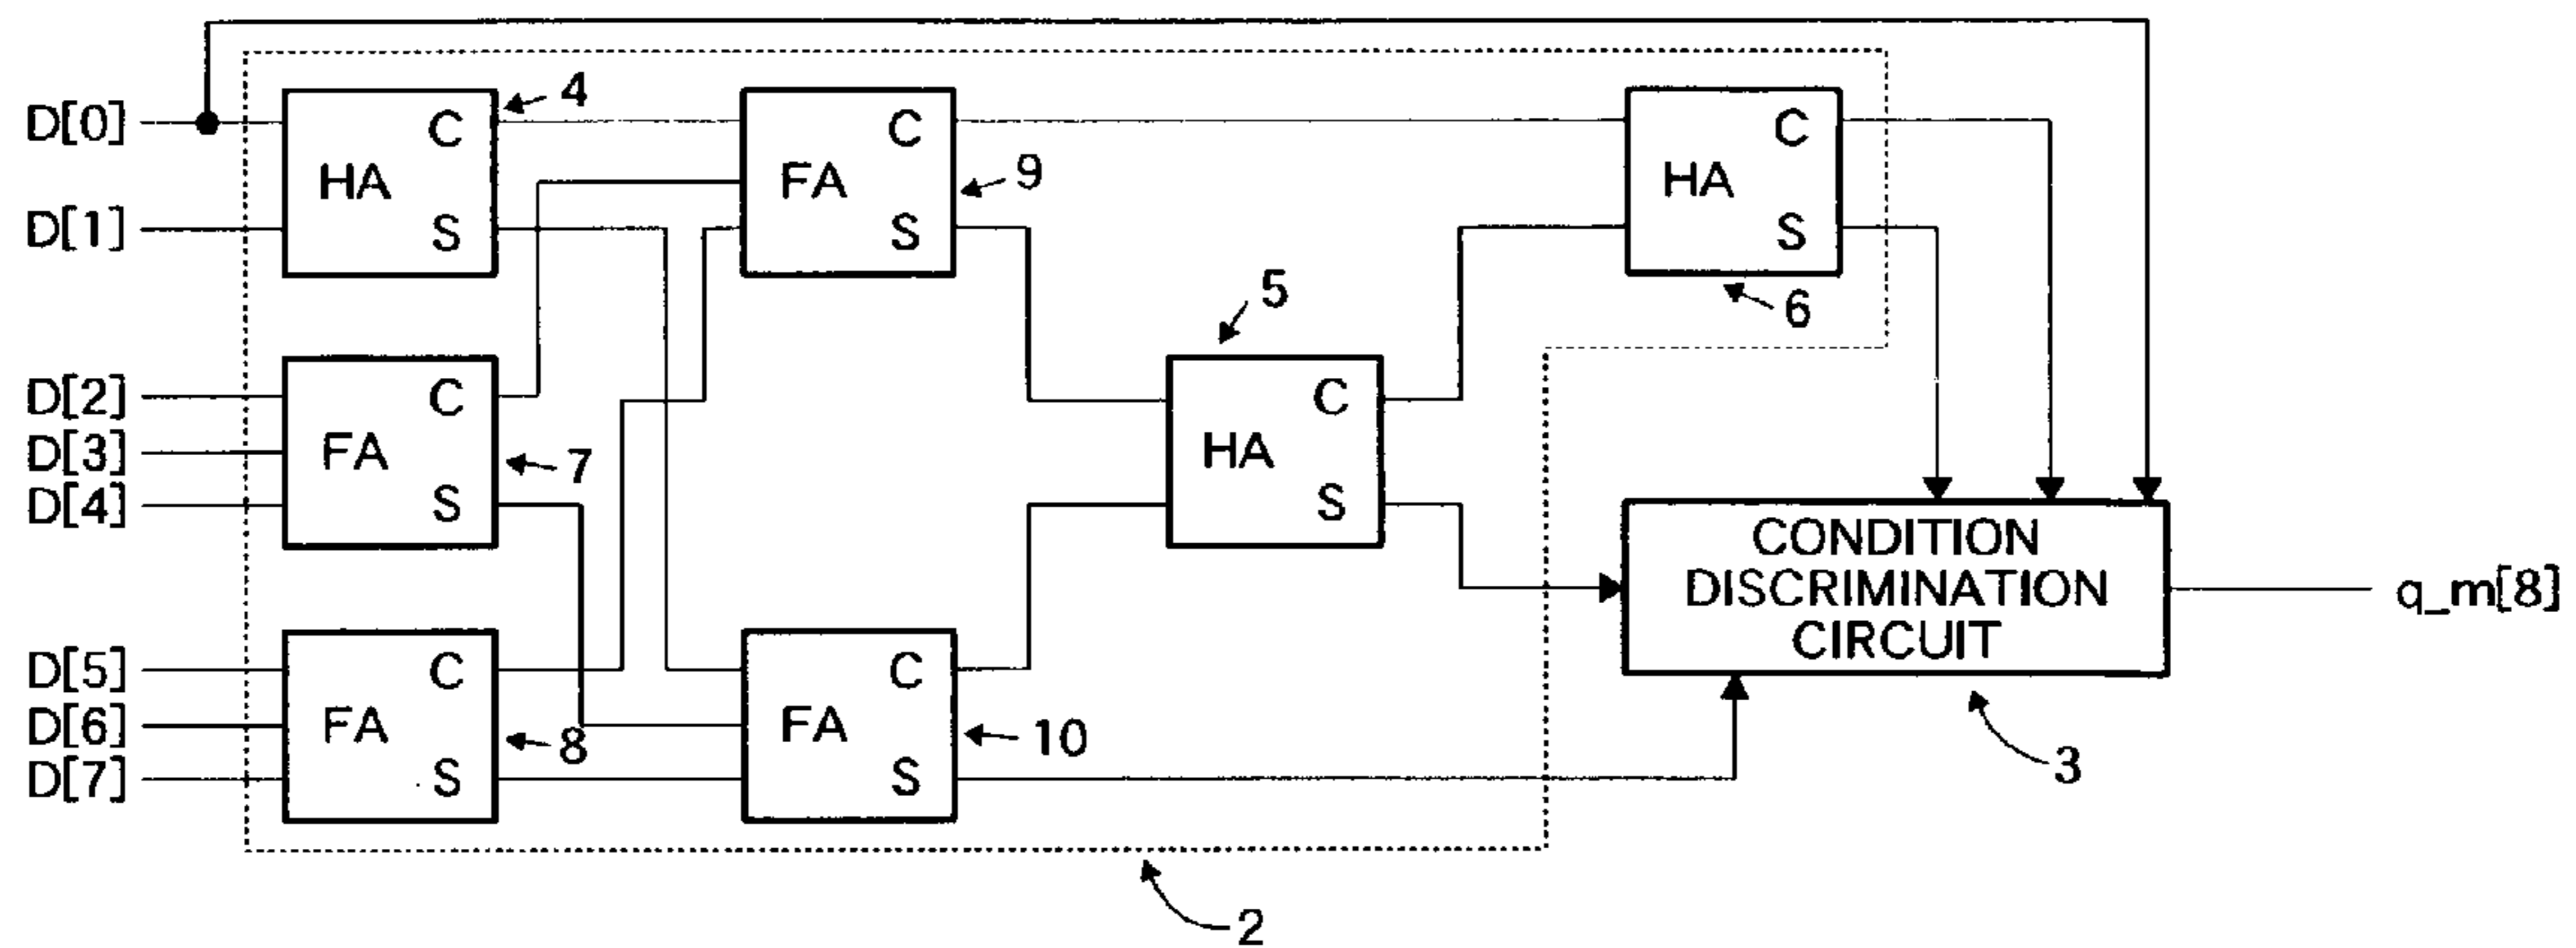 D[0]
D[1]
D[2]
D[3]
D[4]
D[5]
D[6]
D[7]
HA
C
S
4
FA
C
S
7
FA
C
S
8
FA
C
S
9
FA
C
S
10
HA
C
S
5
HA
C
S
6
CONDITION
DISCRIMINATION
CIRCUIT
3
q_m[8]
2